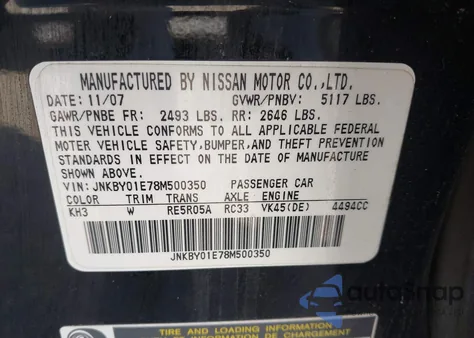 MANUFACTURED BY NISSAN MOTOR CO.,LTD.
DATE: 11/07 GVWR/PNBV: 5117 LBS.
GAWR/PNBE FR: 2493 LBS. RR: 2646 LBS.
THIS VEHICLE CONFORMS TO ALL APPLICABLE FEDERAL
MOTOR VEHICLE SAFETY,BUMPER,AND THEFT PREVENTION
STANDARDS IN EFFECT ON THE DATE OF MANUFACTURE
SHOWN ABOVE.
VIN: JNKBY01E78M500350 PASSENGER CAR
COLOR TRIM TRANS AXLE ENGINE
KH3 W RE5R05A RC33 VK45(DE) 4494CC
JNKBY01E78M500350
autoSnap
TIRE AND LOADING INFORMATION